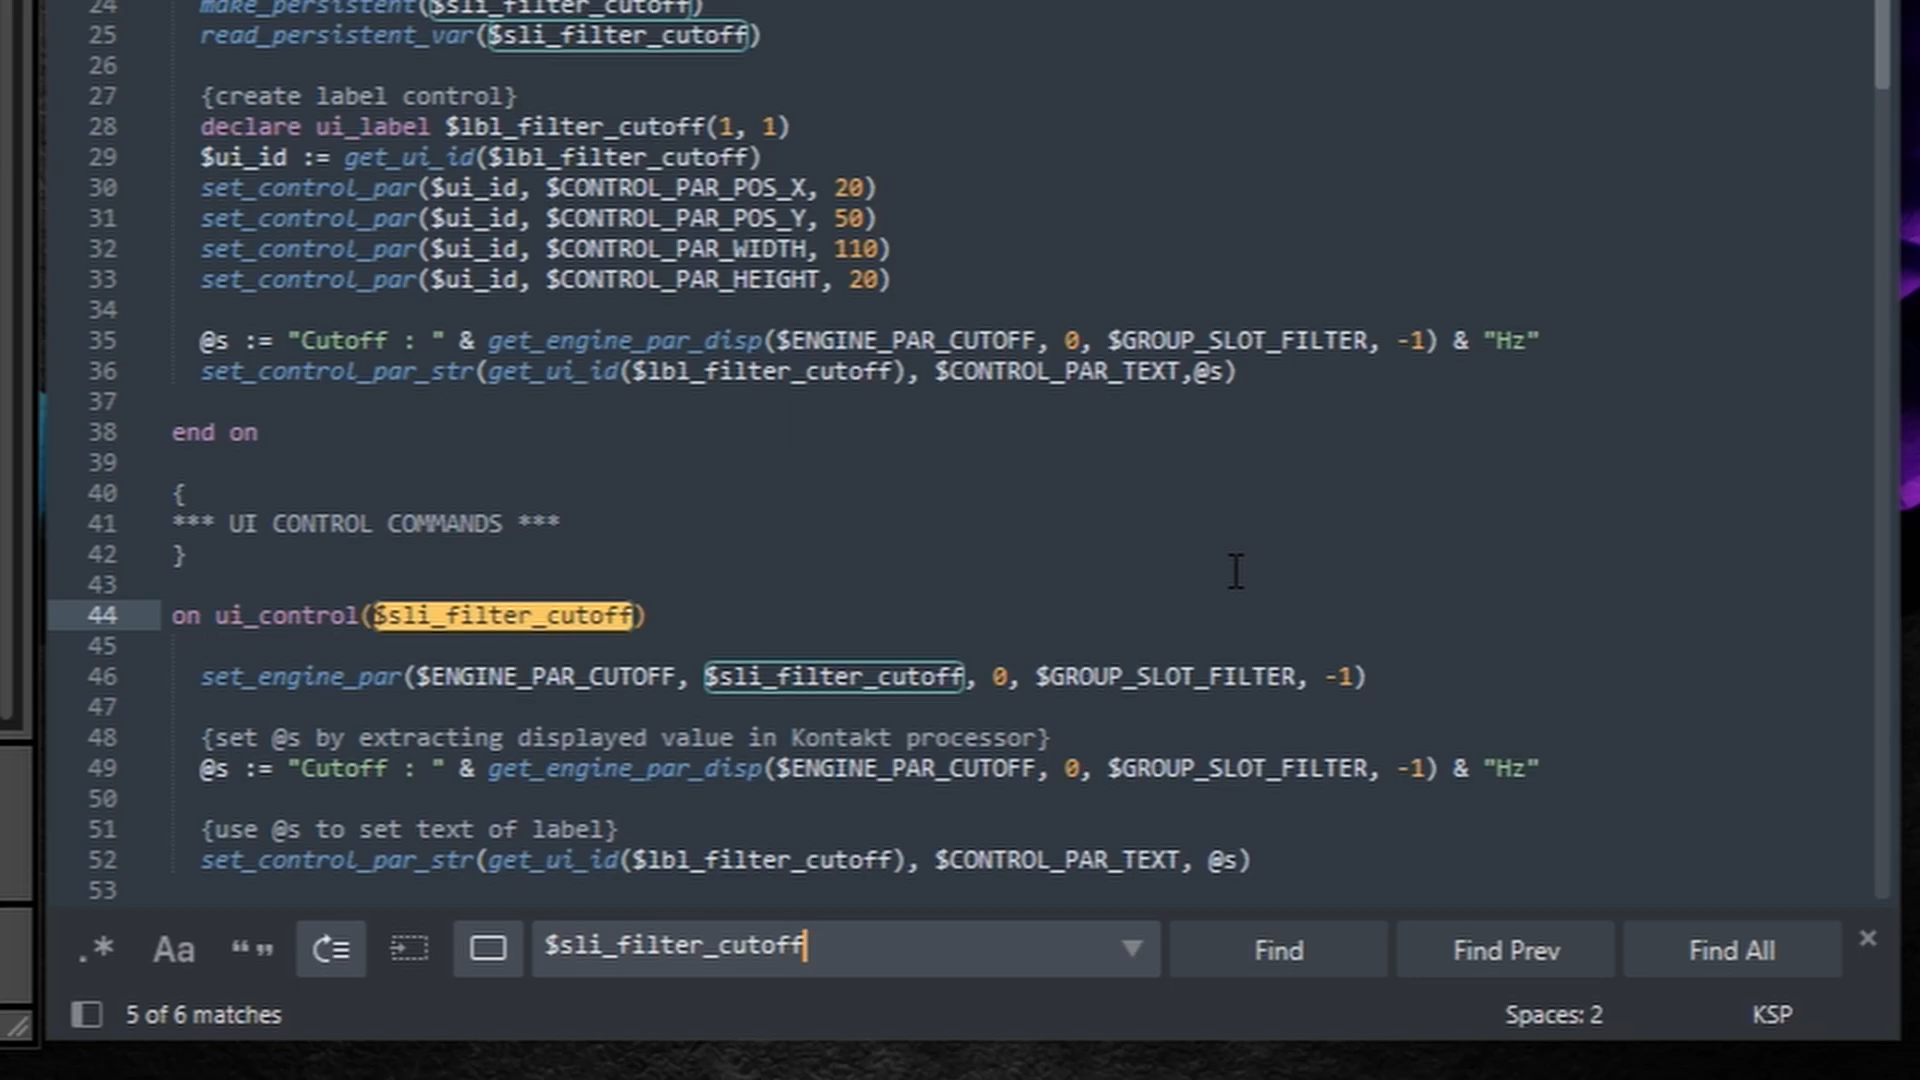 24 make_persistent($sli_filter_cutoff)
25 read_persistent_var($sli_filter_cutoff)
26
27 {create label control}
28 declare ui_label $lbl_filter_cutoff(1, 1)
29 $ui_id := get_ui_id($lbl_filter_cutoff)
30 set_control_par($ui_id, $CONTROL_PAR_POS_X, 20)
31 set_control_par($ui_id, $CONTROL_PAR_POS_Y, 50)
32 set_control_par($ui_id, $CONTROL_PAR_WIDTH, 110)
33 set_control_par($ui_id, $CONTROL_PAR_HEIGHT, 20)
34
35 @s := "Cutoff : " & get_engine_par_disp($ENGINE_PAR_CUTOFF, 0, $GROUP_SLOT_FILTER, -1) & "Hz"
36 set_control_par_str(get_ui_id($lbl_filter_cutoff), $CONTROL_PAR_TEXT,@s)
37
38 end on
39
40 {
41 *** UI CONTROL COMMANDS ***
42 }
43
44 on ui_control($sli_filter_cutoff)
45
46 set_engine_par($ENGINE_PAR_CUTOFF, $sli_filter_cutoff, 0, $GROUP_SLOT_FILTER, -1)
47
48 {set @s by extracting displayed value in Kontakt processor}
49 @s := "Cutoff : " & get_engine_par_disp($ENGINE_PAR_CUTOFF, 0, $GROUP_SLOT_FILTER, -1) & "Hz"
50
51 {use @s to set text of label}
52 set_control_par_str(get_ui_id($lbl_filter_cutoff), $CONTROL_PAR_TEXT, @s)
53
.* Aa “” $sli_filter_cutoff Find Find Prev Find All ×
5 of 6 matches Spaces: 2 KSP